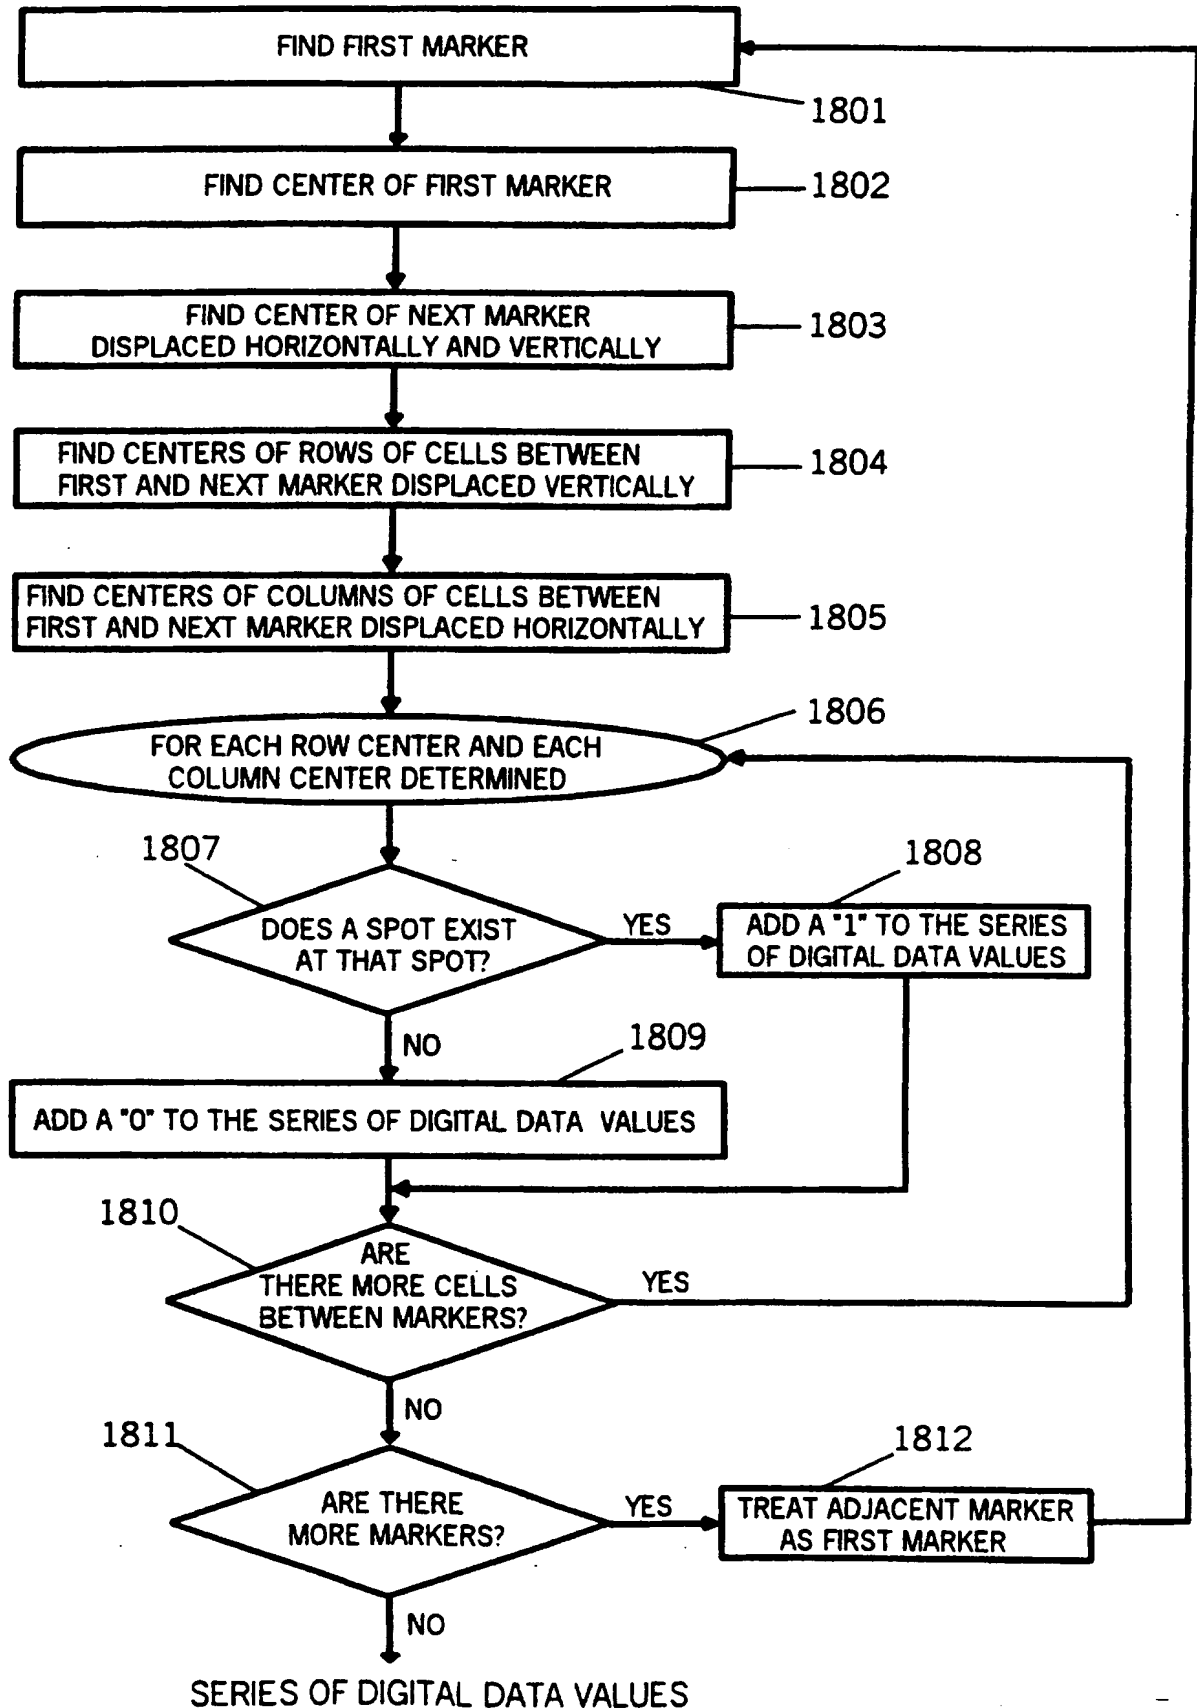 FIND FIRST MARKER
1801
FIND CENTER OF FIRST MARKER
1802
FIND CENTER OF NEXT MARKER
DISPLACED HORIZONTALLY AND VERTICALLY
1803
FIND CENTERS OF ROWS OF CELLS BETWEEN
FIRST AND NEXT MARKER DISPLACED VERTICALLY
1804
FIND CENTERS OF COLUMNS OF CELLS BETWEEN
FIRST AND NEXT MARKER DISPLACED HORIZONTALLY
1805
1806
FOR EACH ROW CENTER AND EACH
COLUMN CENTER DETERMINED
1807
DOES A SPOT EXIST
AT THAT SPOT?
YES
1808
ADD A "1" TO THE SERIES
OF DIGITAL DATA VALUES
NO
1809
ADD A "0" TO THE SERIES OF DIGITAL DATA VALUES
1810
ARE
THERE MORE CELLS
BETWEEN MARKERS?
YES
NO
1811
ARE THERE
MORE MARKERS?
YES
1812
TREAT ADJACENT MARKER
AS FIRST MARKER
NO
SERIES OF DIGITAL DATA VALUES